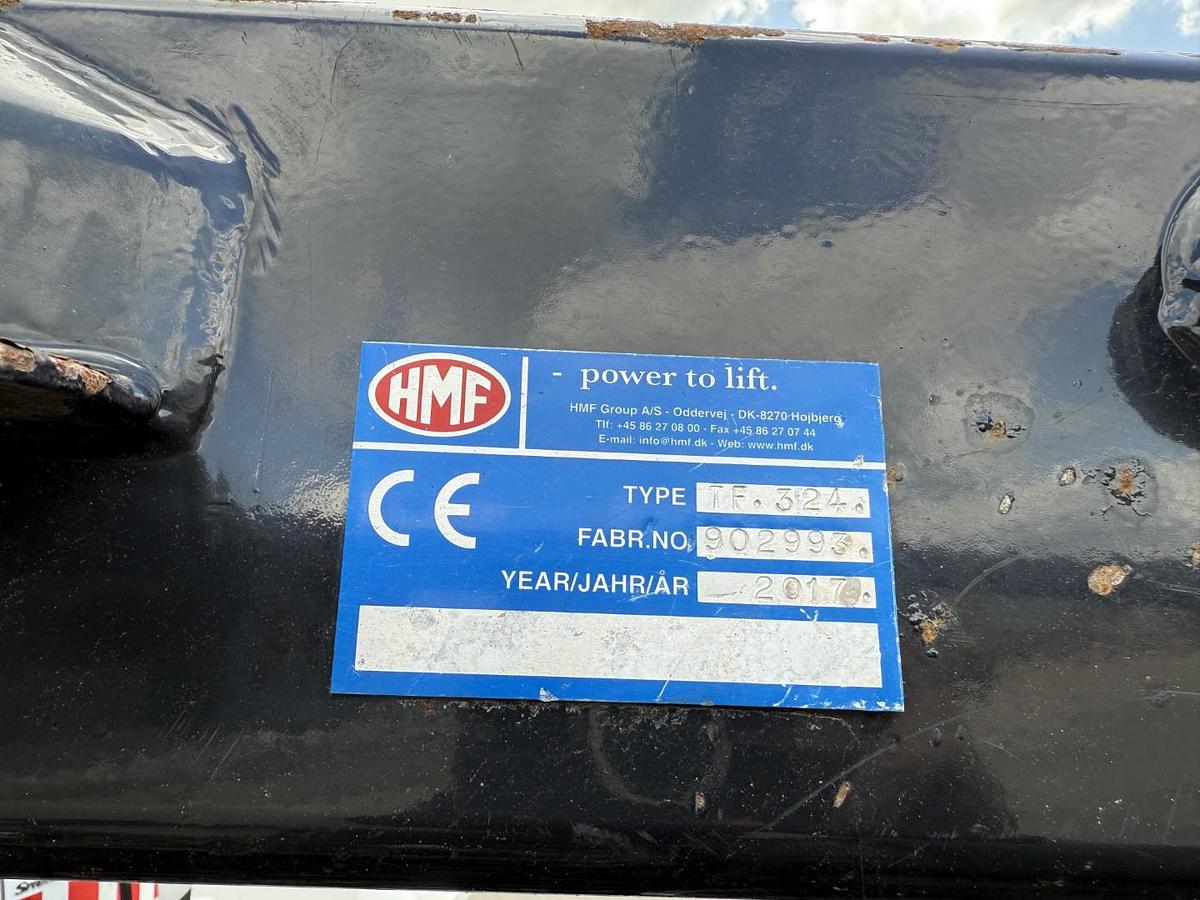 HMF
- power to lift.
HMF Group A/S - Oddervej - DK-8270 Højbjerg
Tlf: +45 86 27 08 00 - Fax +45 86 27 07 44
E-mail: info@hmf.dk - Web: www.hmf.dk
CE
TYPE TF.324.
FABR.NO. 902993.
YEAR/JAHR/ÅR 2017.